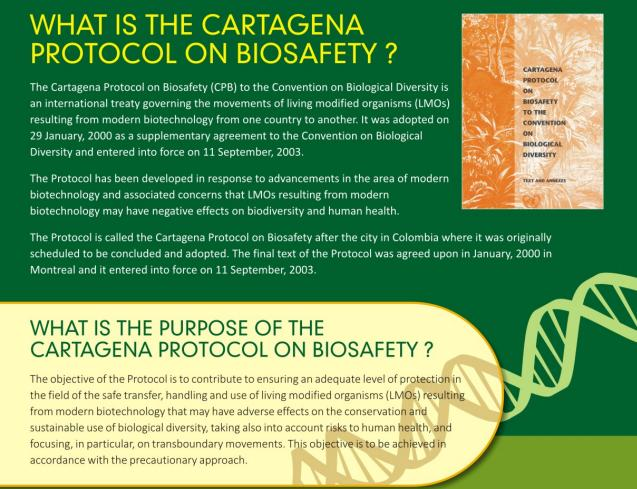 WHAT IS THE CARTAGENA
PROTOCOL ON BIOSAFETY ?
The Cartagena Protocol on Biosafety (CPB) to the Convention on Biological Diversity is
an international treaty governing the movements of living modified organisms (LMOs)
resulting from modern biotechnology from one country to another. It was adopted on
29 January, 2000 as a supplementary agreement to the Convention on Biological
Diversity and entered into force on 11 September, 2003.
The Protocol has been developed in response to advancements in the area of modern
biotechnology and associated concerns that LMOs resulting from modern
biotechnology may have negative effects on biodiversity and human health.
CARTAGENA
PROTOCOL
ON
BIOSAFETY
TO THE
CONVENTION
ON
BIOLOGICAL
DIVERSITY
TEXT AND ANNEXES
The Protocol is called the Cartagena Protocol on Biosafety after the city in Colombia where it was originally
scheduled to be concluded and adopted. The final text of the Protocol was agreed upon in January, 2000 in
Montreal and it entered into force on 11 September, 2003.
WHAT IS THE PURPOSE OF THE
CARTAGENA PROTOCOL ON BIOSAFETY ?
The objective of the Protocol is to contribute to ensuring an adequate level of protection in
the field of the safe transfer, handling and use of living modified organisms (LMOs) resulting
from modern biotechnology that may have adverse effects on the conservation and
sustainable use of biological diversity, taking also into account risks to human health, and
focusing, in particular, on transboundary movements. This objective is to be achieved in
accordance with the precautionary approach.